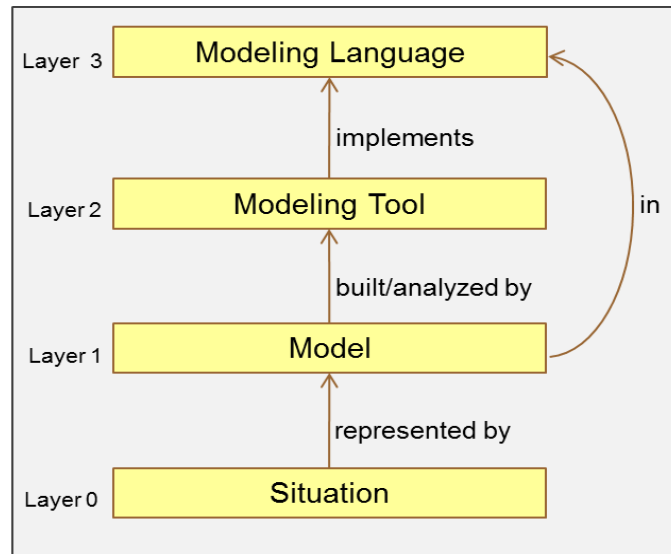 Layer 3
Modeling Language
implements
Layer 2
Modeling Tool
in
built/analyzed by
Layer 1
Model
represented by
Layer 0
Situation